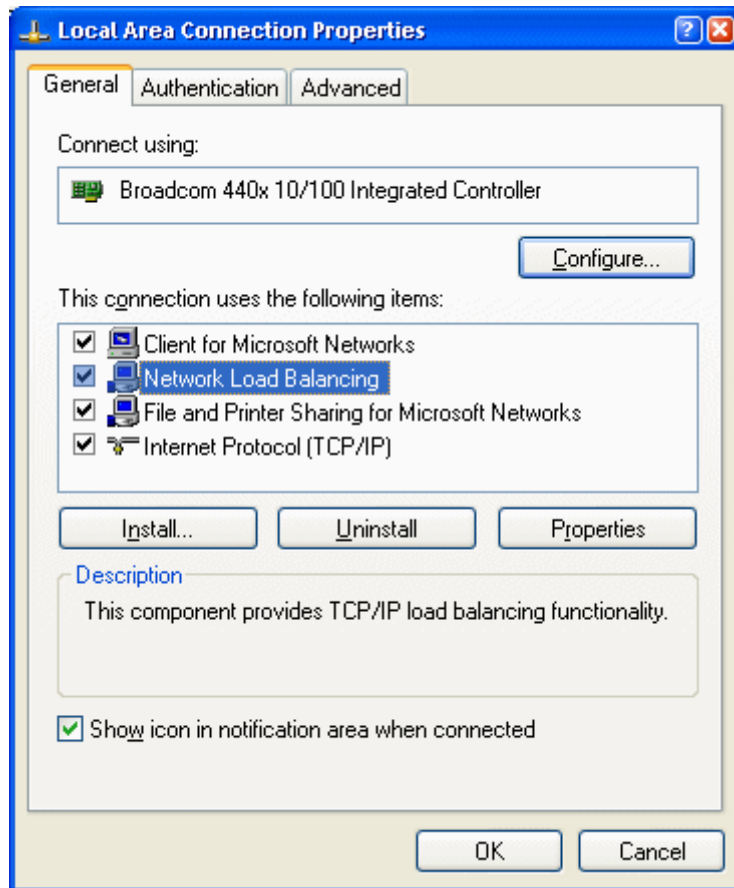 Local Area Connection Properties
General Authentication Advanced
Connect using:
Broadcom 440x 10/100 Integrated Controller
Configure...
This connection uses the following items:
Client for Microsoft Networks
Network Load Balancing
File and Printer Sharing for Microsoft Networks
Internet Protocol (TCP/IP)
Install... Uninstall Properties
Description
This component provides TCP/IP load balancing functionality.
Show icon in notification area when connected
OK Cancel